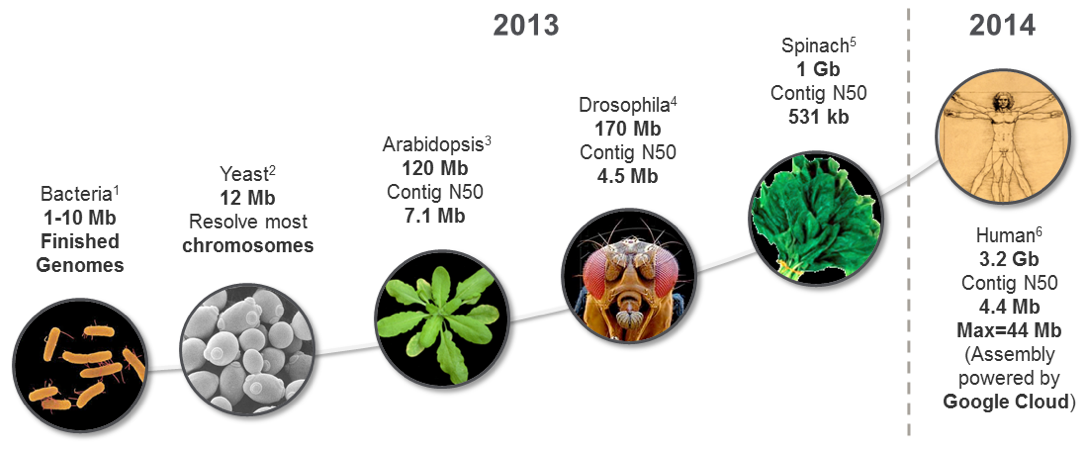 2013
2014
Bacteria1
1-10 Mb
Finished
Genomes
Yeast2
12 Mb
Resolve most
chromosomes
Arabidopsis3
120 Mb
Contig N50
7.1 Mb
Drosophila4
170 Mb
Contig N50
4.5 Mb
Spinach5
1 Gb
Contig N50
531 kb
Human6
3.2 Gb
Contig N50
4.4 Mb
Max=44 Mb
(Assembly
powered by
Google Cloud)